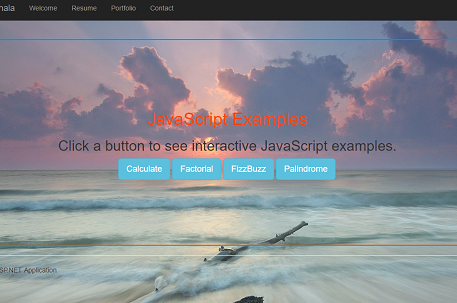 Welcome Resume Portfolio Contact
JavaScript Examples
Click a button to see interactive JavaScript examples.
Calculate Factorial FizzBuzz Palindrome
SP.NET Application